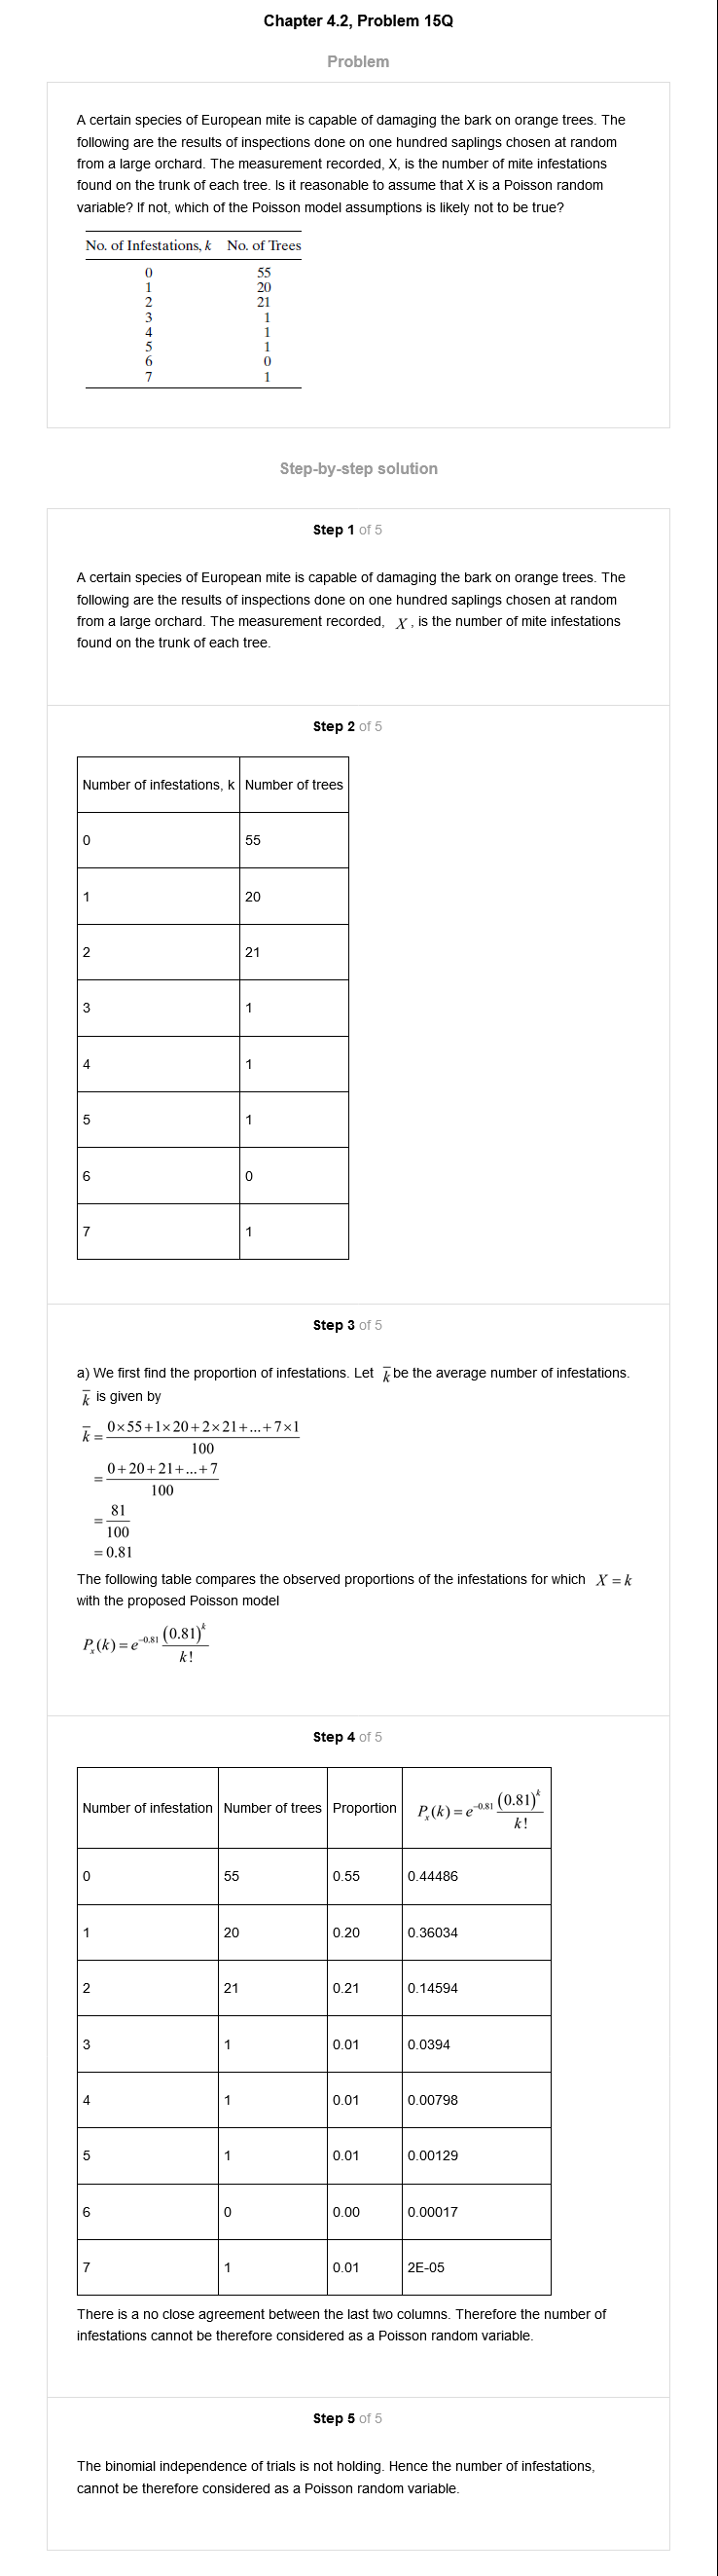 Chapter 4.2, Problem 15Q
Problem
A certain species of European mite is capable of damaging the bark on orange trees. The
following are the results of inspections done on one hundred saplings chosen at random
from a large orchard. The measurement recorded, X, is the number of mite infestations
found on the trunk of each tree. Is it reasonable to assume that X is a Poisson random
variable? If not, which of the Poisson model assumptions is likely not to be true?
No. of Infestations, k No. of Trees
0 55
1 20
2 21
3 1
4 1
5 1
6 0
7 1
Step-by-step solution
Step 1 of 5
A certain species of European mite is capable of damaging the bark on orange trees. The
following are the results of inspections done on one hundred saplings chosen at random
from a large orchard. The measurement recorded, X, is the number of mite infestations
found on the trunk of each tree.
Step 2 of 5
Number of infestations, k Number of trees
0 55
1 20
2 21
3 1
4 1
5 1
6 0
7 1
Step 3 of 5
a) We first find the proportion of infestations. Let k̄ be the average number of infestations.
k̄ is given by
k̄ = (0×55+1×20+2×21+...+7×1)/100
= (0+20+21+...+7)/100
= 81/100
= 0.81
The following table compares the observed proportions of the infestations for which X = k
with the proposed Poisson model
Pₓ(k) = e^(-0.81) (0.81)^k / k!
Step 4 of 5
Number of infestation Number of trees Proportion Pₓ(k) = e^(-0.81) (0.81)^k / k!
0 55 0.55 0.44486
1 20 0.20 0.36034
2 21 0.21 0.14594
3 1 0.01 0.0394
4 1 0.01 0.00798
5 1 0.01 0.00129
6 0 0.00 0.00017
7 1 0.01 2E-05
There is a no close agreement between the last two columns. Therefore the number of
infestations cannot be therefore considered as a Poisson random variable.
Step 5 of 5
The binomial independence of trials is not holding. Hence the number of infestations,
cannot be therefore considered as a Poisson random variable.